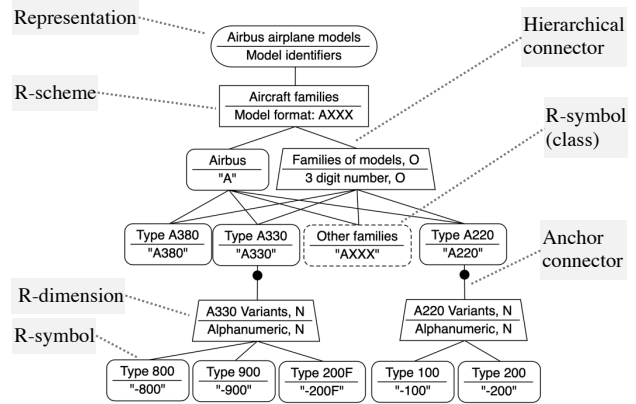 Representation
Airbus airplane models
Model identifiers
Hierarchical
connector
R-scheme
Aircraft families
Model format: AXXX
R-symbol
(class)
Airbus
"A"
Families of models, O
3 digit number, O
Type A380
"A380"
Type A330
"A330"
Other families
"AXXX"
Type A220
"A220"
Anchor
connector
R-dimension
A330 Variants, N
Alphanumeric, N
A220 Variants, N
Alphanumeric, N
R-symbol
Type 800
"-800"
Type 900
"-900"
Type 200F
"-200F"
Type 100
"-100"
Type 200
"-200"